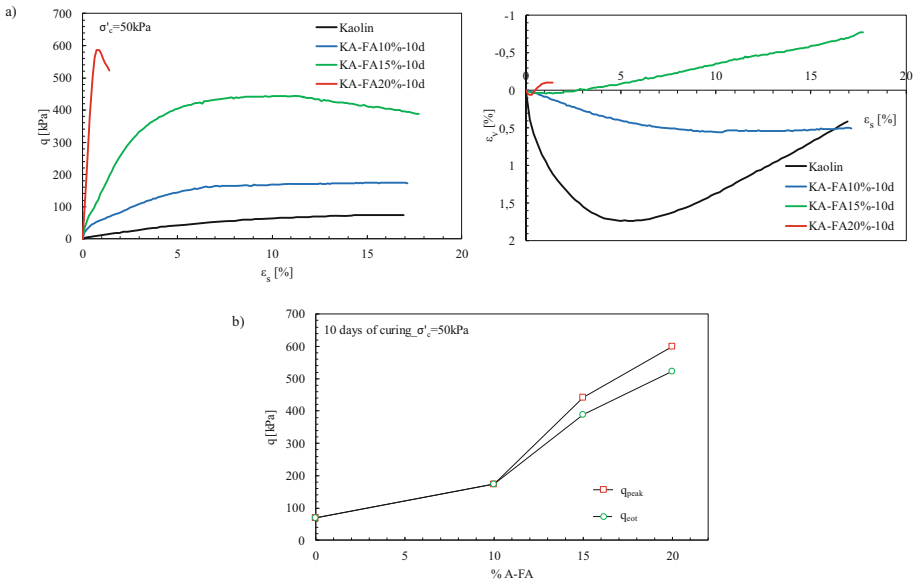 a)
σ'c=50kPa
700
600
500
400
300
200
100
0
q [kPa]
0
5
10
15
20
εs [%]
Kaolin
KA-FA10%-10d
KA-FA15%-10d
KA-FA20%-10d
-1
-0,5
0
0,5
1
1,5
2
εv [%]
0
5
10
15
20
εs [%]
Kaolin
KA-FA10%-10d
KA-FA15%-10d
KA-FA20%-10d
b)
10 days of curing_σ'c=50kPa
700
600
500
400
300
200
100
0
q [kPa]
0
5
10
15
20
% A-FA
qpeak
qeot